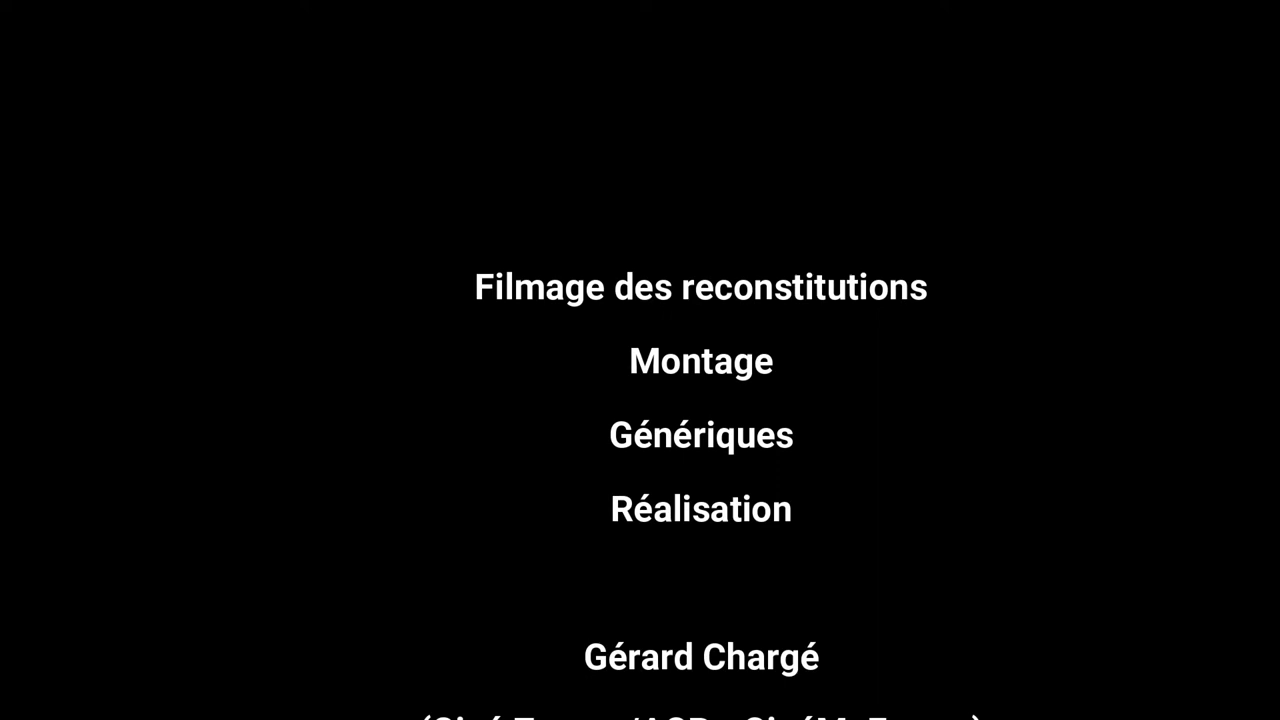 Filmage des reconstitutions
Montage
Génériques
Réalisation
Gérard Chargé